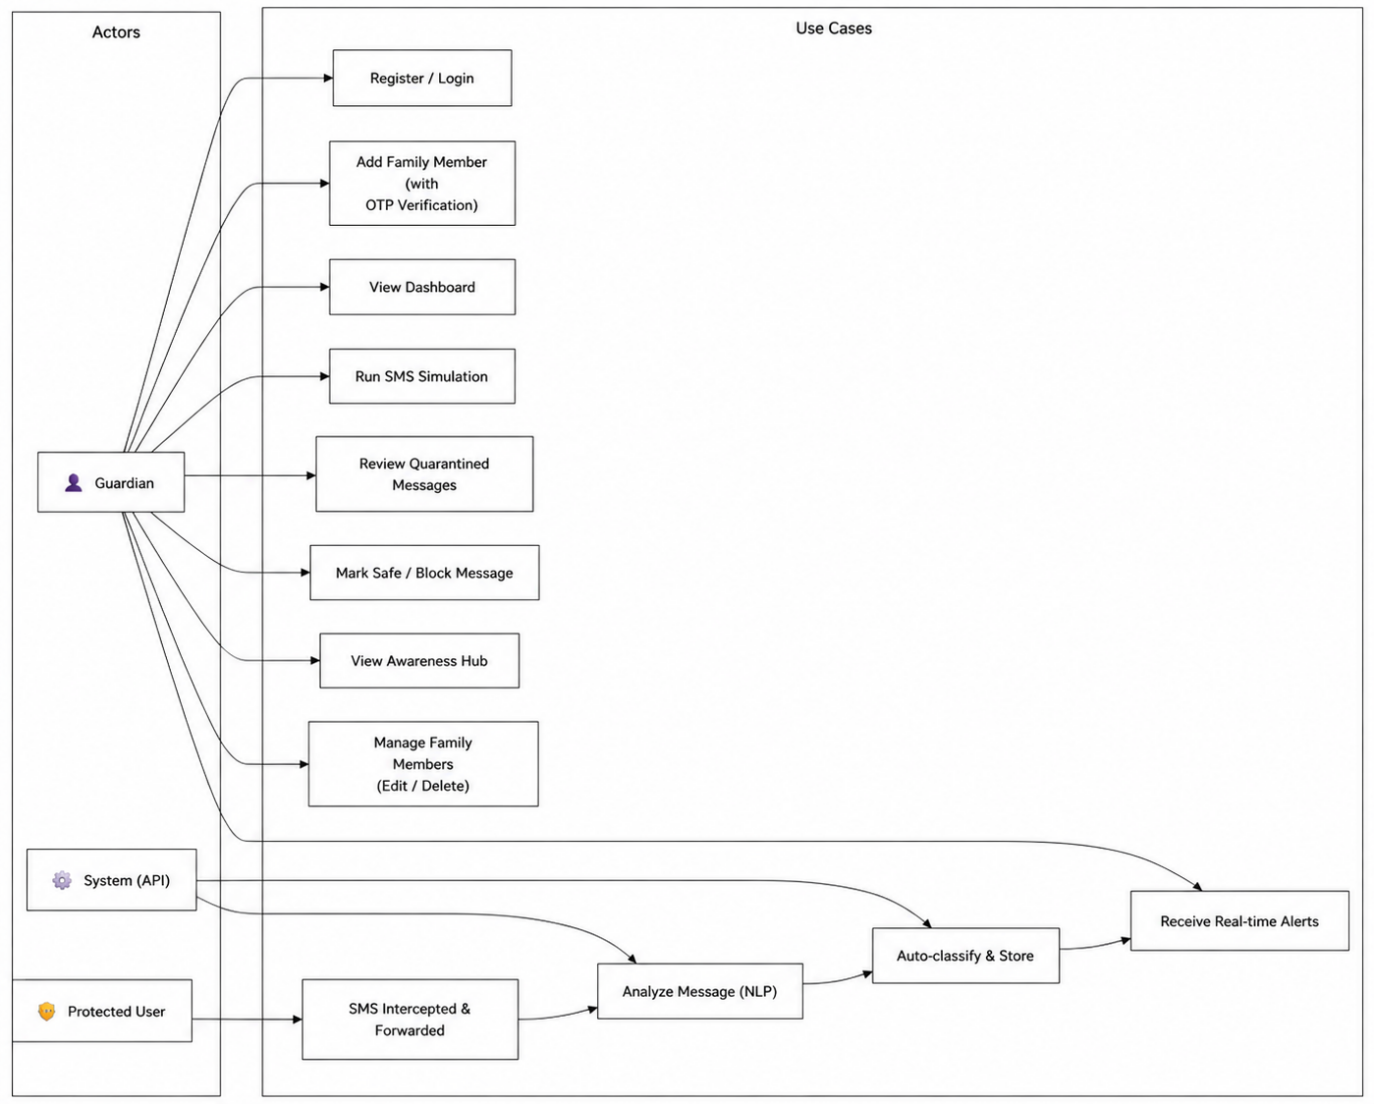 Actors
Use Cases
Register / Login
Add Family Member
(with
OTP Verification)
View Dashboard
Run SMS Simulation
Guardian
Review Quarantined
Messages
Mark Safe / Block Message
View Awareness Hub
Manage Family
Members
(Edit / Delete)
System (API)
Receive Real-time Alerts
Auto-classify & Store
Analyze Message (NLP)
Protected User
SMS Intercepted &
Forwarded